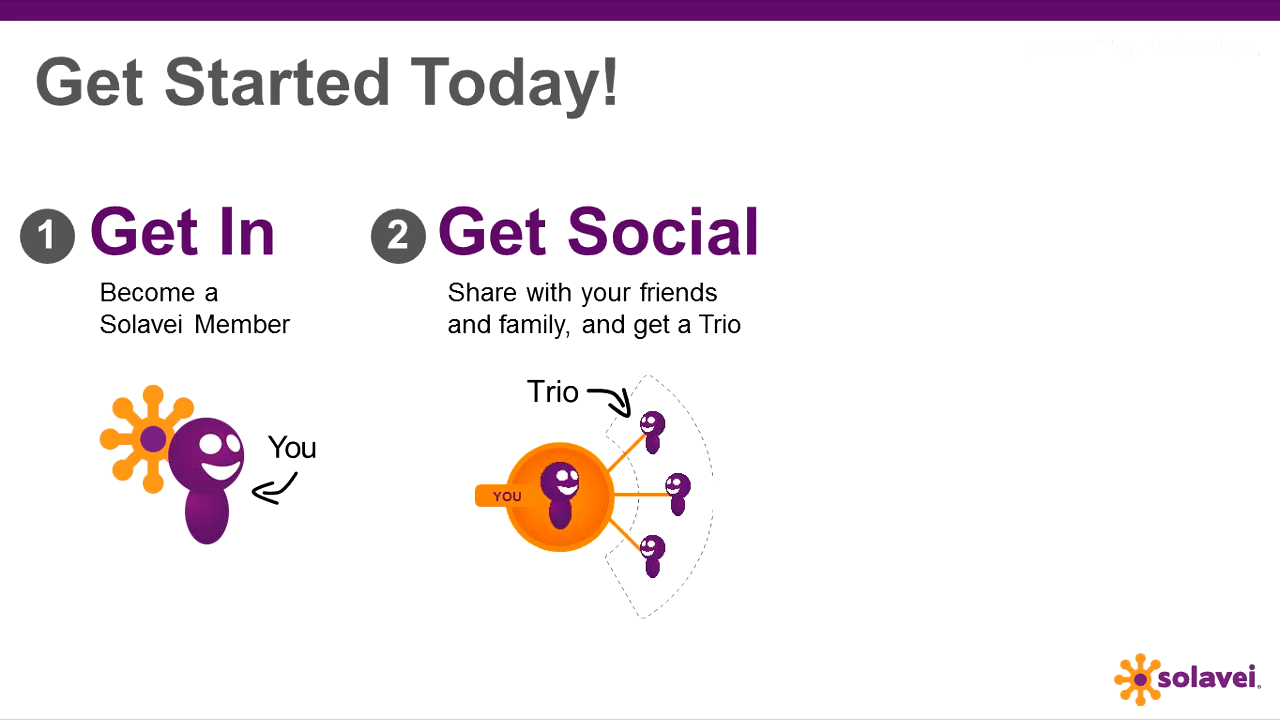 Get Started Today!
1 Get In
Become a
Solavei Member
You
2 Get Social
Share with your friends
and family, and get a Trio
Trio
YOU
solavei